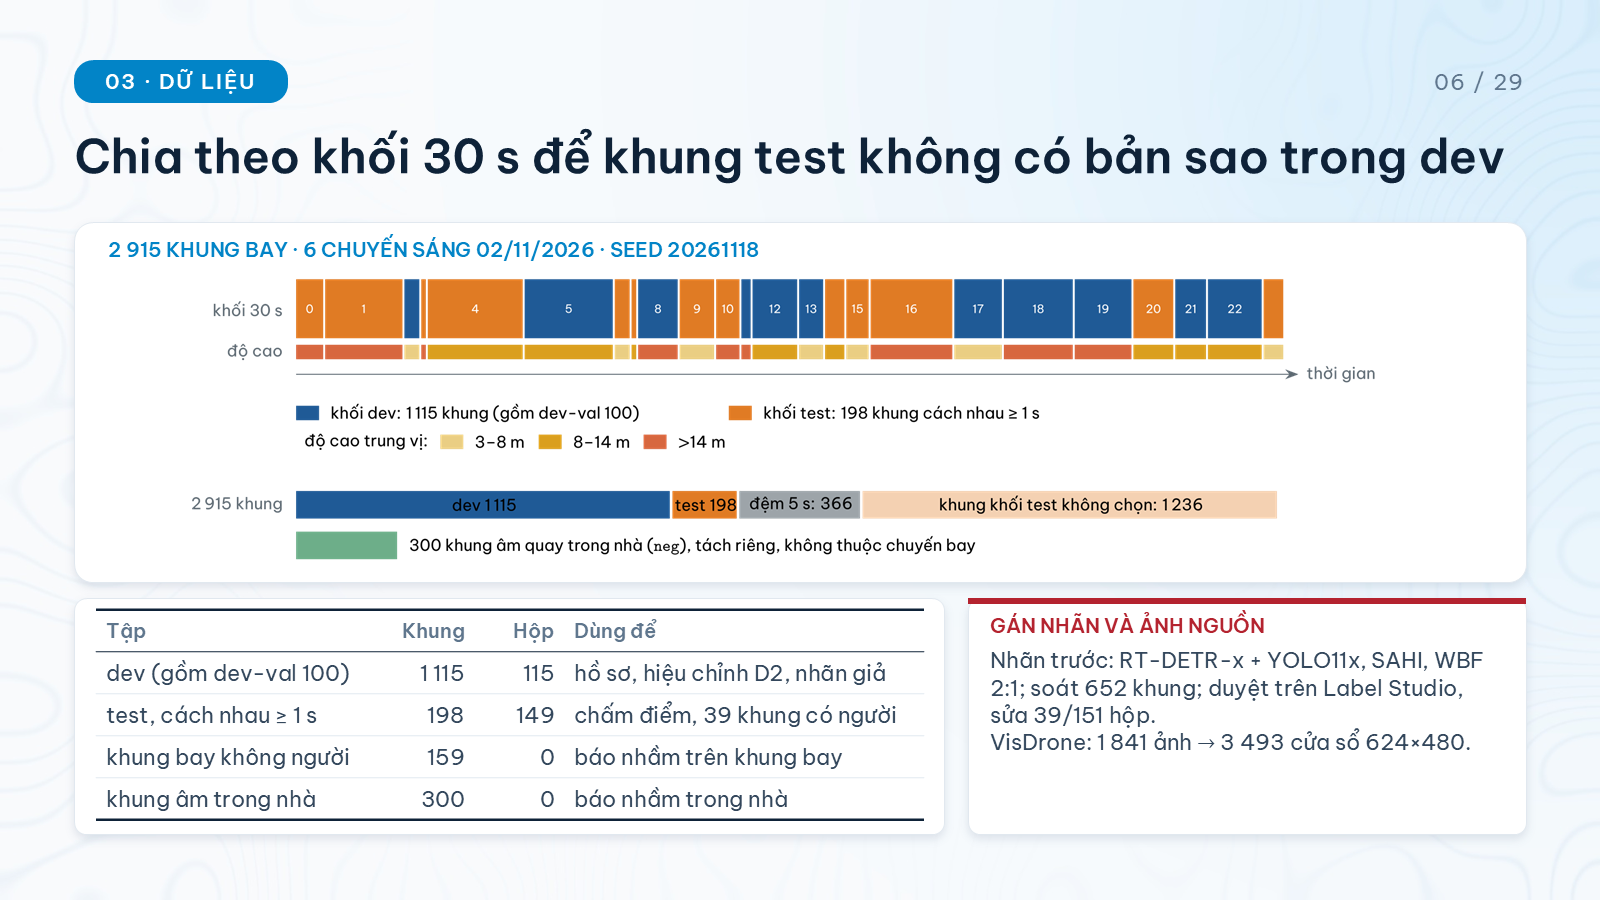 03 · DỮ LIỆU
06 / 29
Chia theo khối 30 s để khung test không có bản sao trong dev
2 915 KHUNG BAY · 6 CHUYẾN SÁNG 02/11/2026 · SEED 20261118
khối 30 s 0 1 4 5 8 9 10 12 13 15 16 17 18 19 20 21 22
độ cao
thời gian
khối dev: 1 115 khung (gồm dev-val 100) khối test: 198 khung cách nhau ≥ 1 s
độ cao trung vị: 3–8 m 8–14 m >14 m
2 915 khung dev 1 115 test 198 đệm 5 s: 366 khung khối test không chọn: 1 236
300 khung âm quay trong nhà (neg), tách riêng, không thuộc chuyến bay
Tập Khung Hộp Dùng để
dev (gồm dev-val 100) 1 115 115 hồ sơ, hiệu chỉnh D2, nhãn giả
test, cách nhau ≥ 1 s 198 149 chấm điểm, 39 khung có người
khung bay không người 159 0 báo nhầm trên khung bay
khung âm trong nhà 300 0 báo nhầm trong nhà
GÁN NHÃN VÀ ẢNH NGUỒN
Nhãn trước: RT-DETR-x + YOLO11x, SAHI, WBF
2:1; soát 652 khung; duyệt trên Label Studio,
sửa 39/151 hộp.
VisDrone: 1 841 ảnh → 3 493 cửa sổ 624×480.